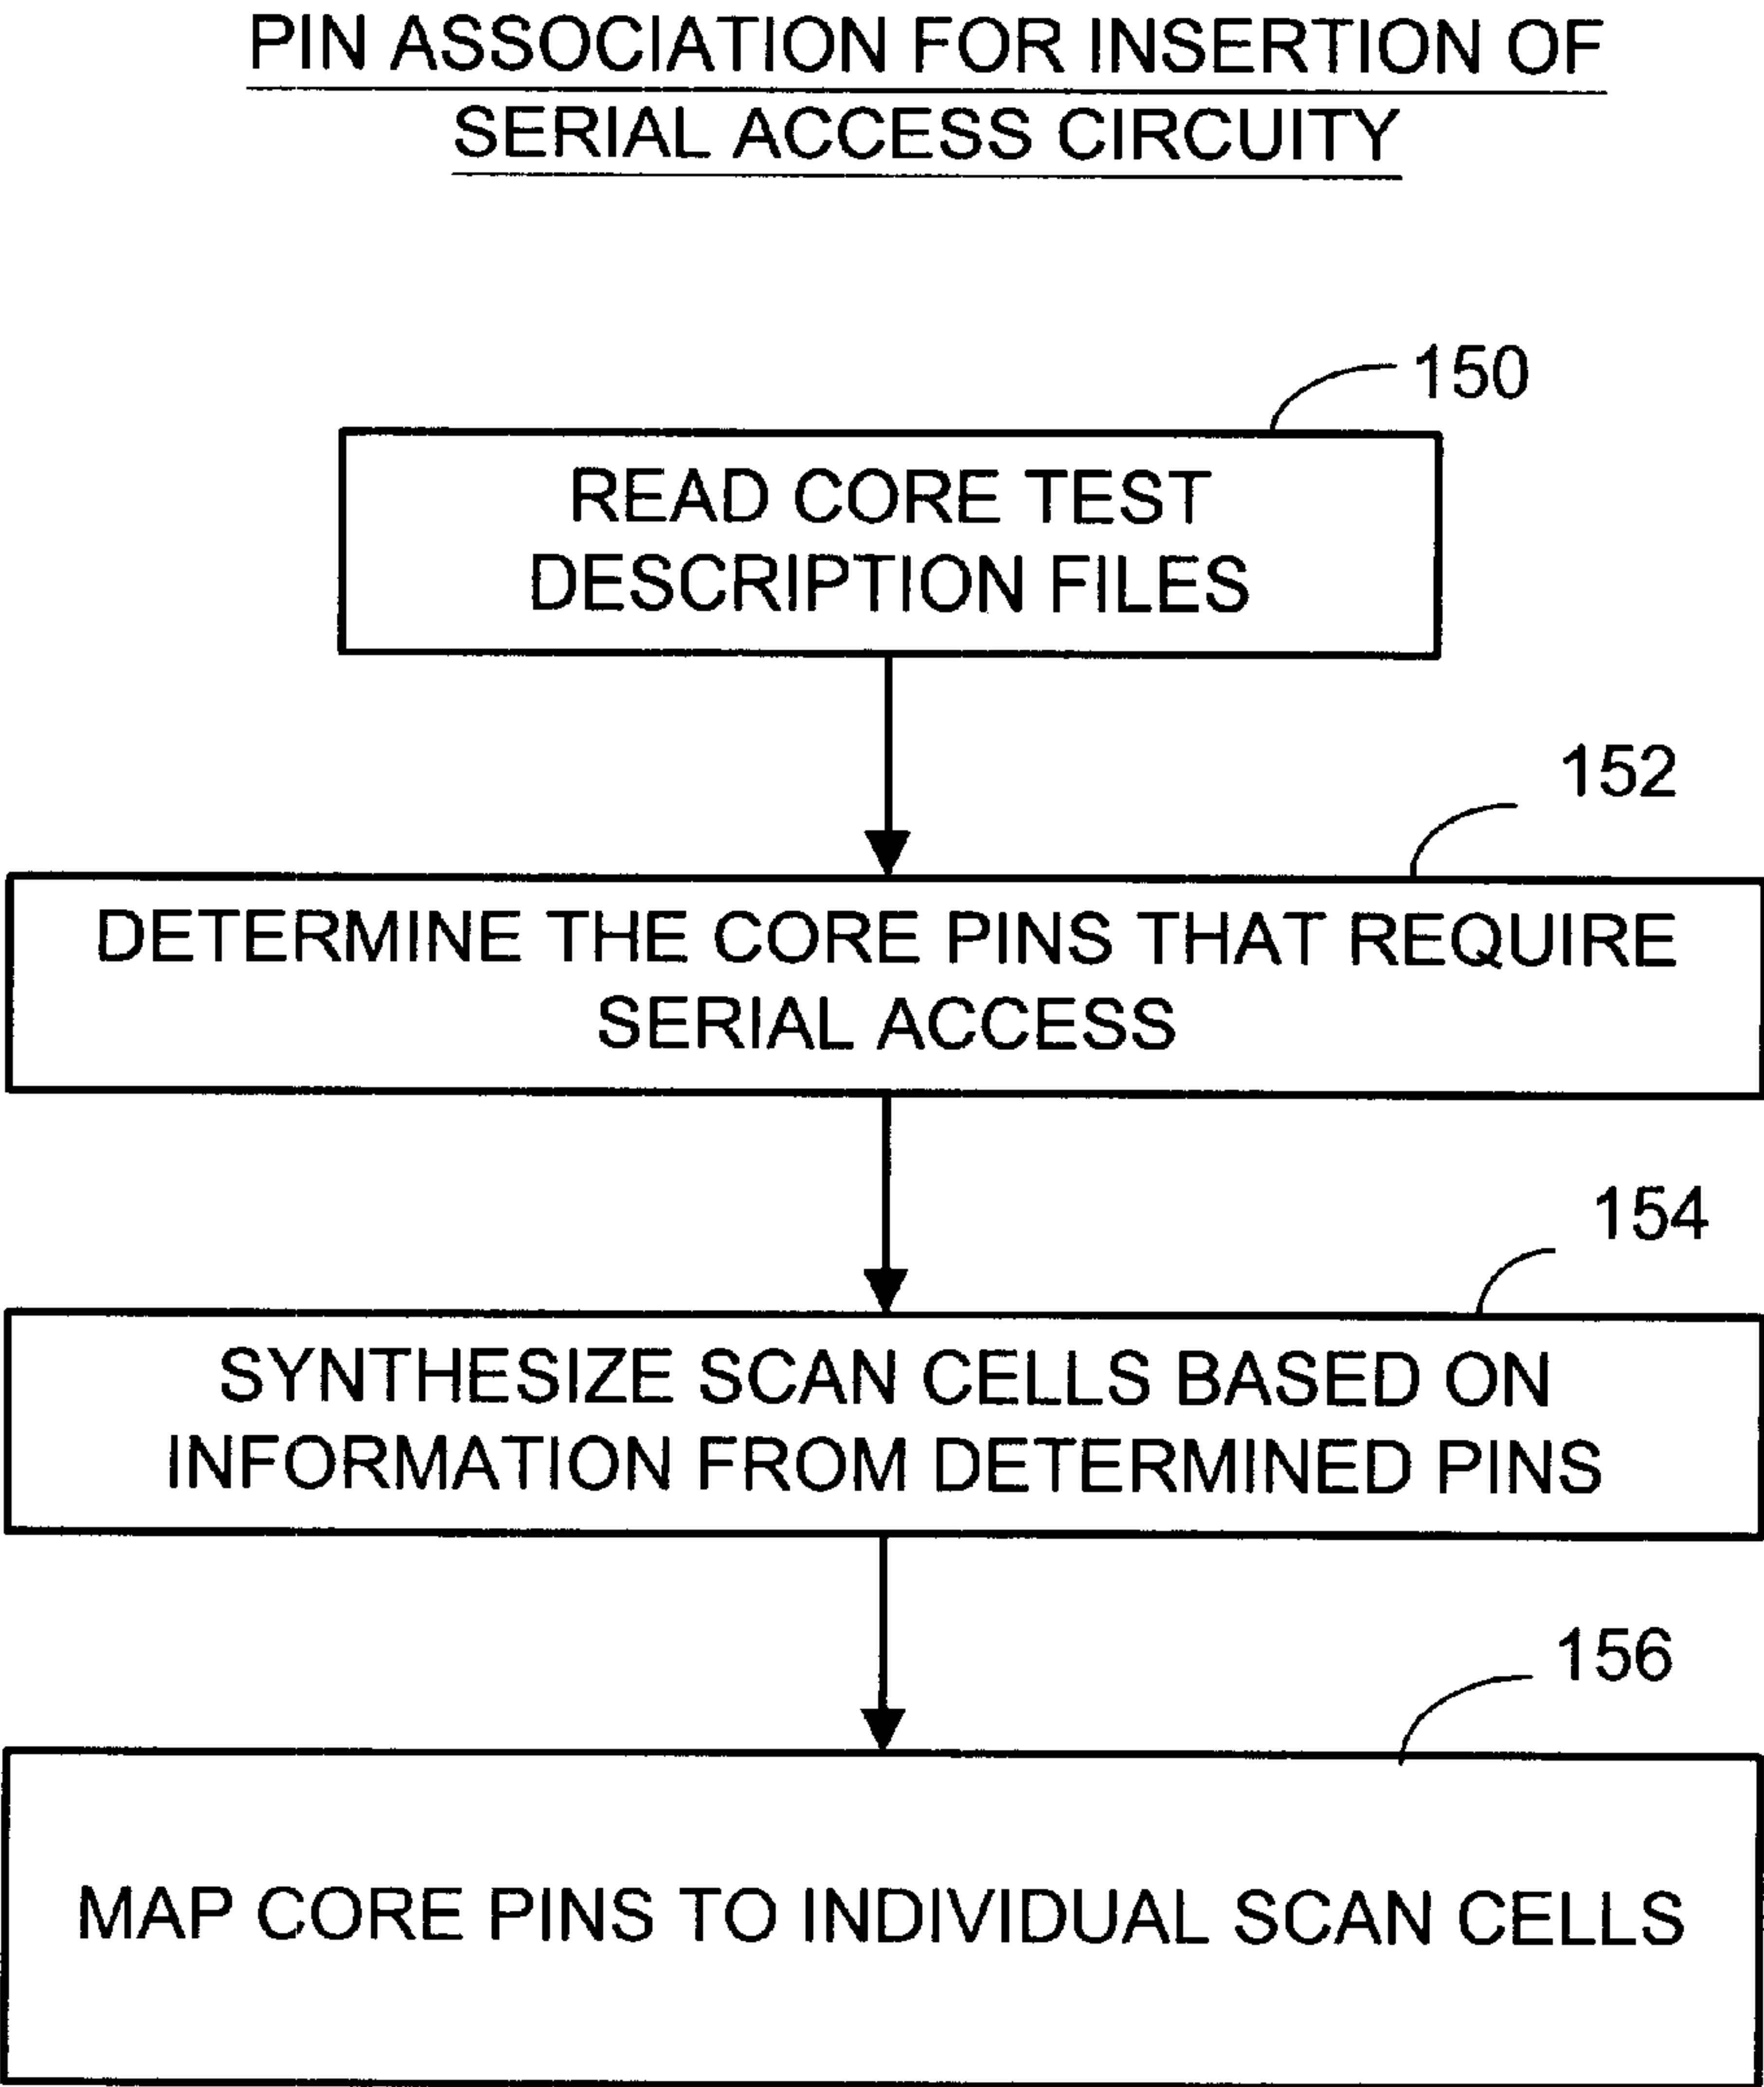 PIN ASSOCIATION FOR INSERTION OF
SERIAL ACCESS CIRCUITY
150
READ CORE TEST
DESCRIPTION FILES
152
DETERMINE THE CORE PINS THAT REQUIRE
SERIAL ACCESS
154
SYNTHESIZE SCAN CELLS BASED ON
INFORMATION FROM DETERMINED PINS
156
MAP CORE PINS TO INDIVIDUAL SCAN CELLS